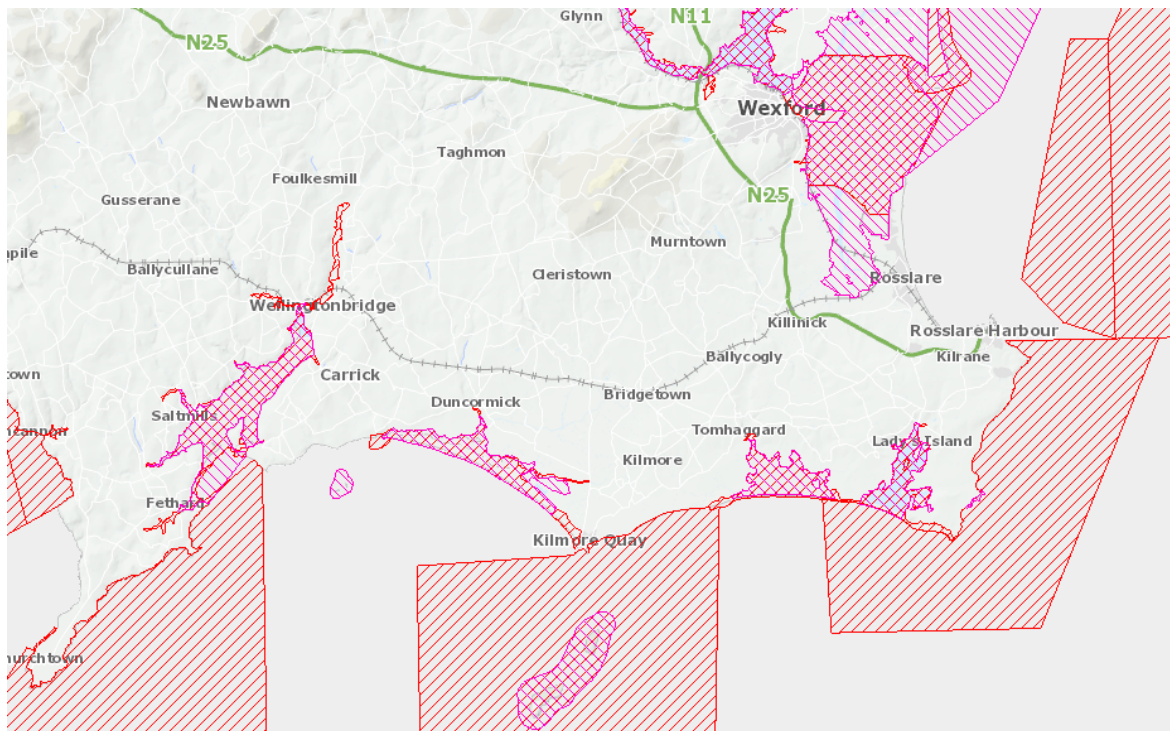 Glynn
N11
N25
Newbawn
Wexford
Taghmon
Foulkesmill
Gusserane
N25
Murntown
Ballycullane
Cleristown
Rosslare
Wellingtonbridge
Killinick
Rosslare Harbour
Ballycogly
Kilrane
Carrick
Bridgetown
Duncormick
Saltmills
Tomhaggard
Lady's Island
Kilmore
Fethard
Kilmore Quay